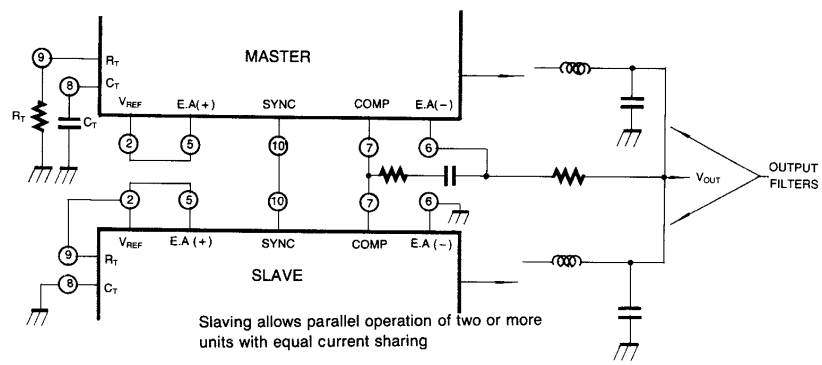 MASTER
9
R_T
8
C_T
R_T
C_T
V_REF
E.A(+)
SYNC
COMP
E.A(−)
2
5
10
7
6
V_OUT
OUTPUT
FILTERS
2
5
10
7
6
V_REF
E.A (+)
SYNC
COMP
E.A (−)
9
R_T
8
C_T
SLAVE
Slaving allows parallel operation of two or more
units with equal current sharing